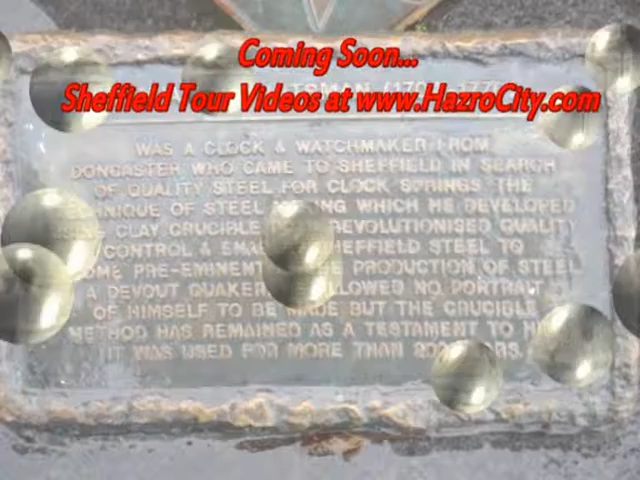 Coming Soon...
Sheffield Tour Videos at www.HazroCity.com
WAS A CLOCK & WATCHMAKER FROM
DONCASTER WHO CAME TO SHEFFIELD IN SEARCH
OF QUALITY STEEL FOR CLOCK SPRINGS THE
TECHNIQUE OF STEEL WHICH HE DEVELOPED
CLAY CRUCIBLE REVOLUTIONISED QUALITY
CONTROL & SHEFFIELD STEEL TO
PRE-EMINENT PRODUCTION OF STEEL
A DEVOUT QUAKER NO PORTRAIT
OF HIMSELF TO BE MADE BUT THE CRUCIBLE
METHOD HAS REMAINED AS A TESTAMENT TO
IT WAS USED FOR MORE THAN